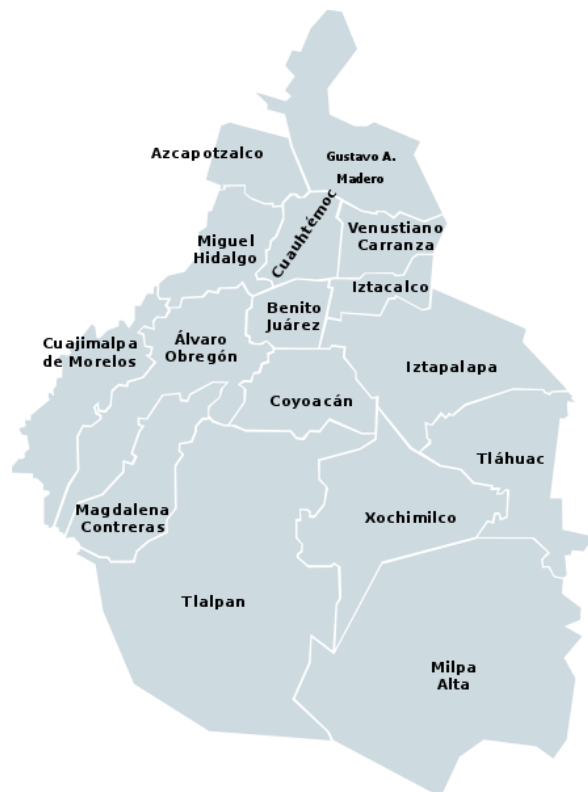 Azcapotzalco
Gustavo A.
Madero
Cuauhtémoc
Miguel
Hidalgo
Venustiano
Carranza
Iztacalco
Benito
Juárez
Cuajimalpa
de Morelos
Álvaro
Obregón
Iztapalapa
Coyoacán
Tláhuac
Magdalena
Contreras
Xochimilco
Tlalpan
Milpa
Alta